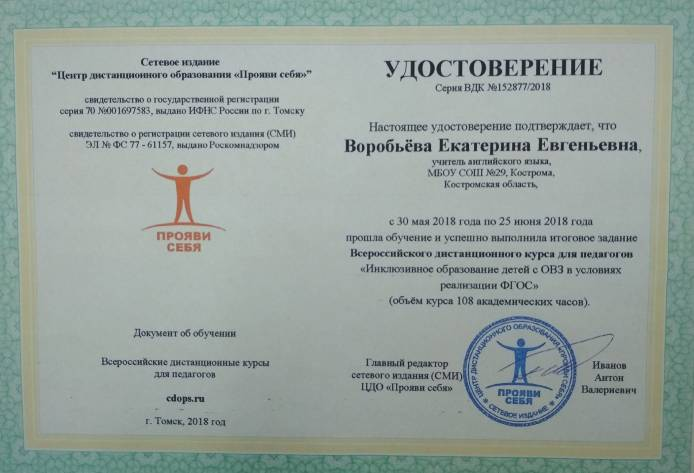 Сетевое издание
“Центр дистанционного образования «Прояви себя»”
свидетельство о государственной регистрации
серия 70 №001697583, выдано ИФНС России по г. Томску
свидетельство о регистрации сетевого издания (СМИ)
ЭЛ № ФС 77 - 61157, выдано Роскомнадзором
ПРОЯВИ
СЕБЯ
Документ об обучении
Всероссийские дистанционные курсы
для педагогов
cdops.ru
г. Томск, 2018 год
УДОСТОВЕРЕНИЕ
Серия ВДК №152877/2018
Настоящее удостоверение подтверждает, что
Воробьёва Екатерина Евгеньевна,
учитель английского языка,
МБОУ СОШ №29, Кострома,
Костромская область,
с 30 мая 2018 года по 25 июня 2018 года
прошла обучение и успешно выполнила итоговое задание
Всероссийского дистанционного курса для педагогов
«Инклюзивное образование детей с ОВЗ в условиях
реализации ФГОС»
(объём курса 108 академических часов).
Главный редактор
сетевого издания (СМИ)
ЦДО «Прояви себя»
ЦЕНТР ДИСТАНЦИОННОГО ОБРАЗОВАНИЯ «ПРОЯВИ СЕБЯ»
ПРОЯВИ
СЕБЯ
СЕТЕВОЕ ИЗДАНИЕ
Иванов
Антон
Валериевич